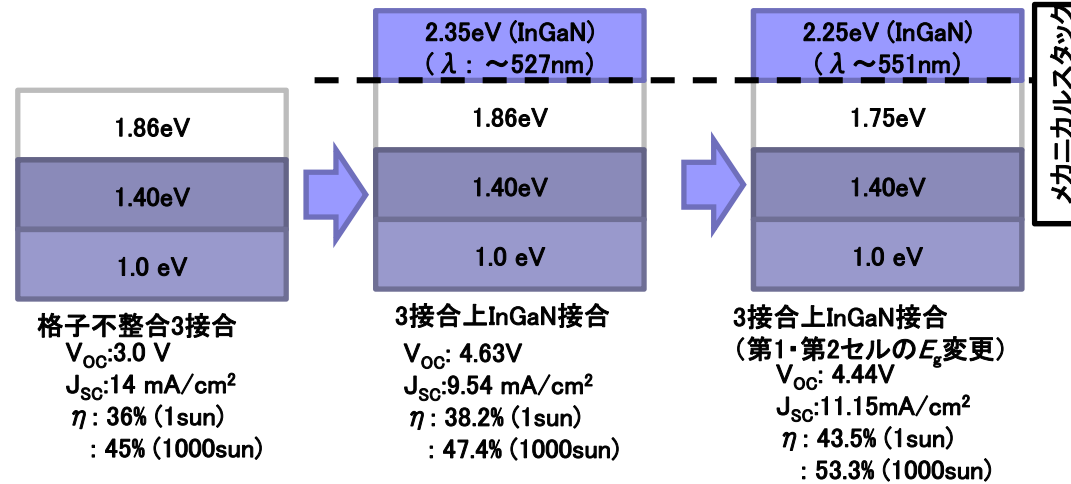 1.86eV
1.40eV
1.0 eV
格子不整合3接合
VOC:3.0 V
JSC:14 mA/cm2
η : 36% (1sun)
: 45% (1000sun)
2.35eV (InGaN)
(λ : ～527nm)
1.86eV
1.40eV
1.0 eV
3接合上InGaN接合
VOC: 4.63V
JSC:9.54 mA/cm2
η : 38.2% (1sun)
: 47.4% (1000sun)
2.25eV (InGaN)
(λ ～551nm)
1.75eV
1.40eV
1.0 eV
3接合上InGaN接合
(第1・第2セルのEg変更)
VOC: 4.44V
JSC:11.15mA/cm2
η : 43.5% (1sun)
: 53.3% (1000sun)
メカニカルスタック